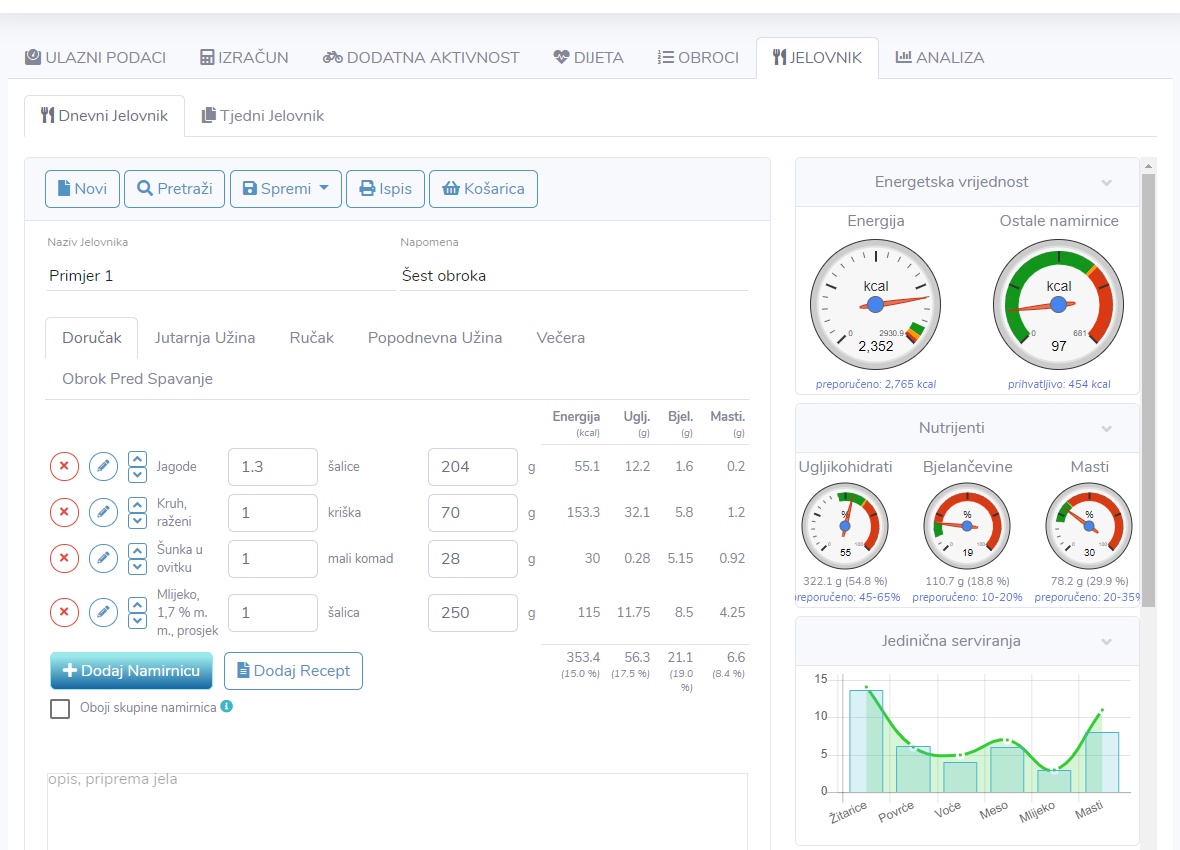 ULAZNI PODACI IZRAČUN DODATNA AKTIVNOST DIJETA OBROCI JELOVNIK ANALIZA
Dnevni Jelovnik Tjedni Jelovnik
Novi Pretraži Spremi Ispis Košarica
Naziv Jelovnika Napomena
Primjer 1 Šest obroka
Doručak Jutarnja Užina Ručak Popodnevna Užina Večera
Obrok Pred Spavanje
Energija Uglj. Bjel. Masti.
(kcal) (g) (g) (g)
Jagode 1.3 šalice 204 g 55.1 12.2 1.6 0.2
Kruh,
raženi 1 kriška 70 g 153.3 32.1 5.8 1.2
Šunka u
ovitku 1 mali komad 28 g 30 0.28 5.15 0.92
Mlijeko,
1,7 % m.
m., prosjek 1 šalica 250 g 115 11.75 8.5 4.25
353.4 56.3 21.1 6.6
(15.0 %) (17.5 %) (19.0
%) (8.4 %)
Dodaj Namirnicu Dodaj Recept
Oboji skupine namirnica
opis, priprema jela
Energetska vrijednost
Energija Ostale namirnice
kcal kcal
0 2930.9 0 681
2,352 97
preporučeno: 2,765 kcal prihvatljivo: 454 kcal
Nutrijenti
Ugljikohidrati Bjelančevine Masti
% % %
0 100 0 100 0 100
55 19 30
322.1 g (54.8 %) 110.7 g (18.8 %) 78.2 g (29.9 %)
reporučeno: 45-65% preporučeno: 10-20% preporučeno: 20-35%
Jedinična serviranja
15
10
5
0
Žitarice Povrće Voće Meso Mlijeko Masti